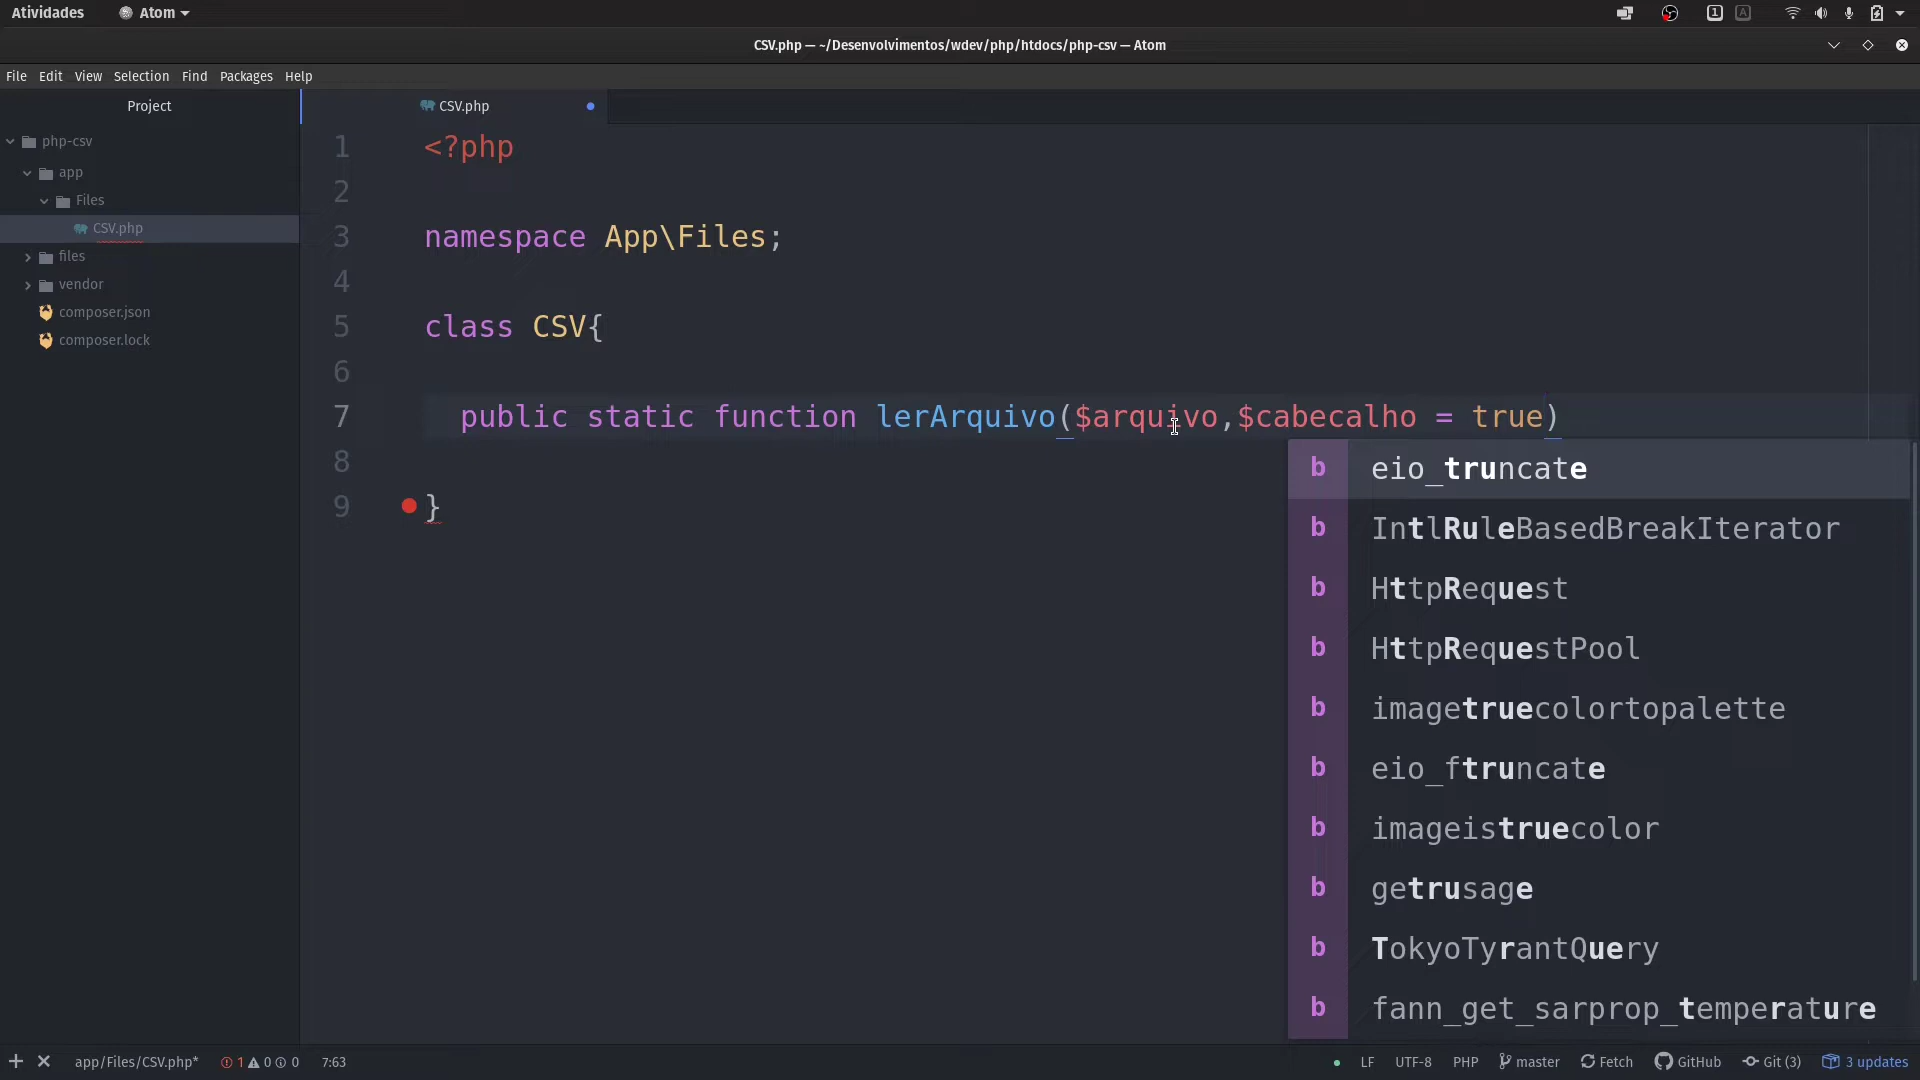 Atividades Atom 1 A
CSV.php — ~/Desenvolvimentos/wdev/php/htdocs/php-csv — Atom
File Edit View Selection Find Packages Help
Project
CSV.php
php-csv
app
Files
CSV.php
files
vendor
composer.json
composer.lock
1 <?php
2
3 namespace App\Files;
4
5 class CSV{
6
7 public static function lerArquivo($arquivo,$cabecalho = true)
8
9 }
b eio_truncate
b IntlRuleBasedBreakIterator
b HttpRequest
b HttpRequestPool
b imagetruecolortopalette
b eio_ftruncate
b imageistruecolor
b getrusage
b TokyoTyrantQuery
b fann_get_sarprop_temperature
app/Files/CSV.php* 1 0 0 7:63 LF UTF-8 PHP master Fetch GitHub Git (3) 3 updates